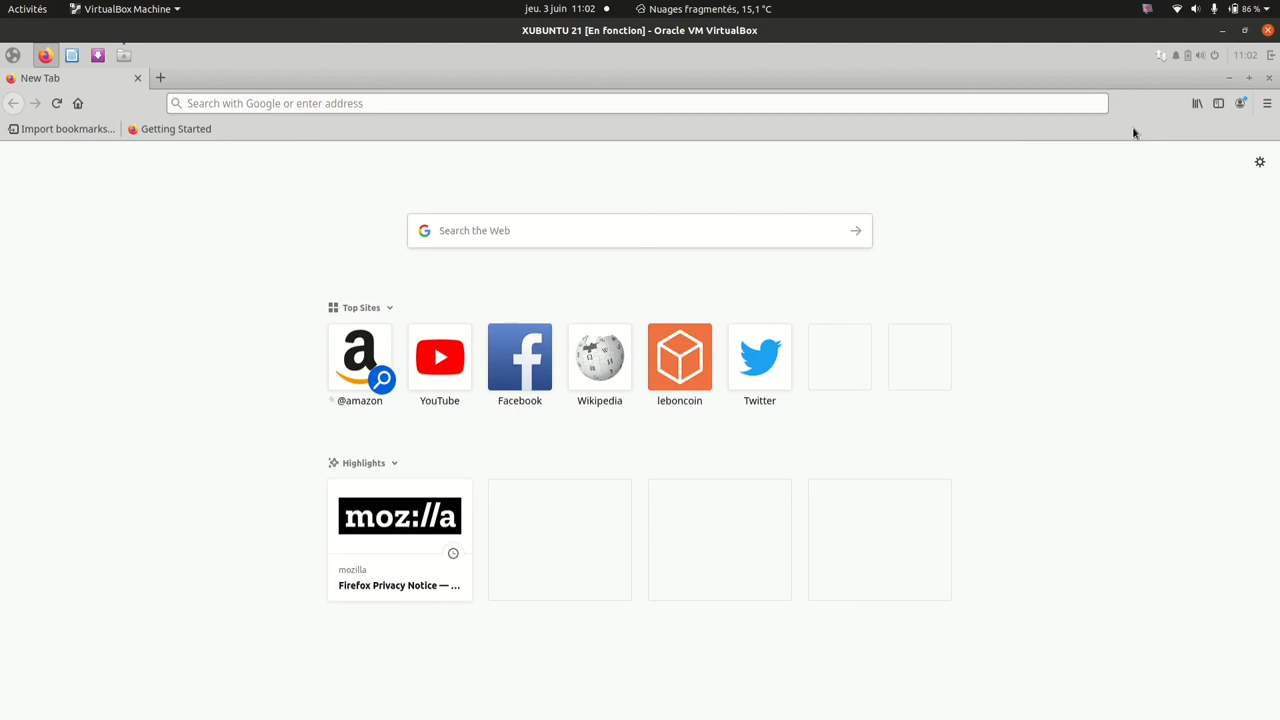 Activités VirtualBox Machine jeu. 3 juin 11:02 Nuages fragmentés, 15,1 °C 86 %
XUBUNTU 21 [En fonction] - Oracle VM VirtualBox
11:02
New Tab
Search with Google or enter address
Import bookmarks... Getting Started
Search the Web
Top Sites
@amazon YouTube Facebook Wikipedia leboncoin Twitter
Highlights
moz://a
mozilla
Firefox Privacy Notice — ...